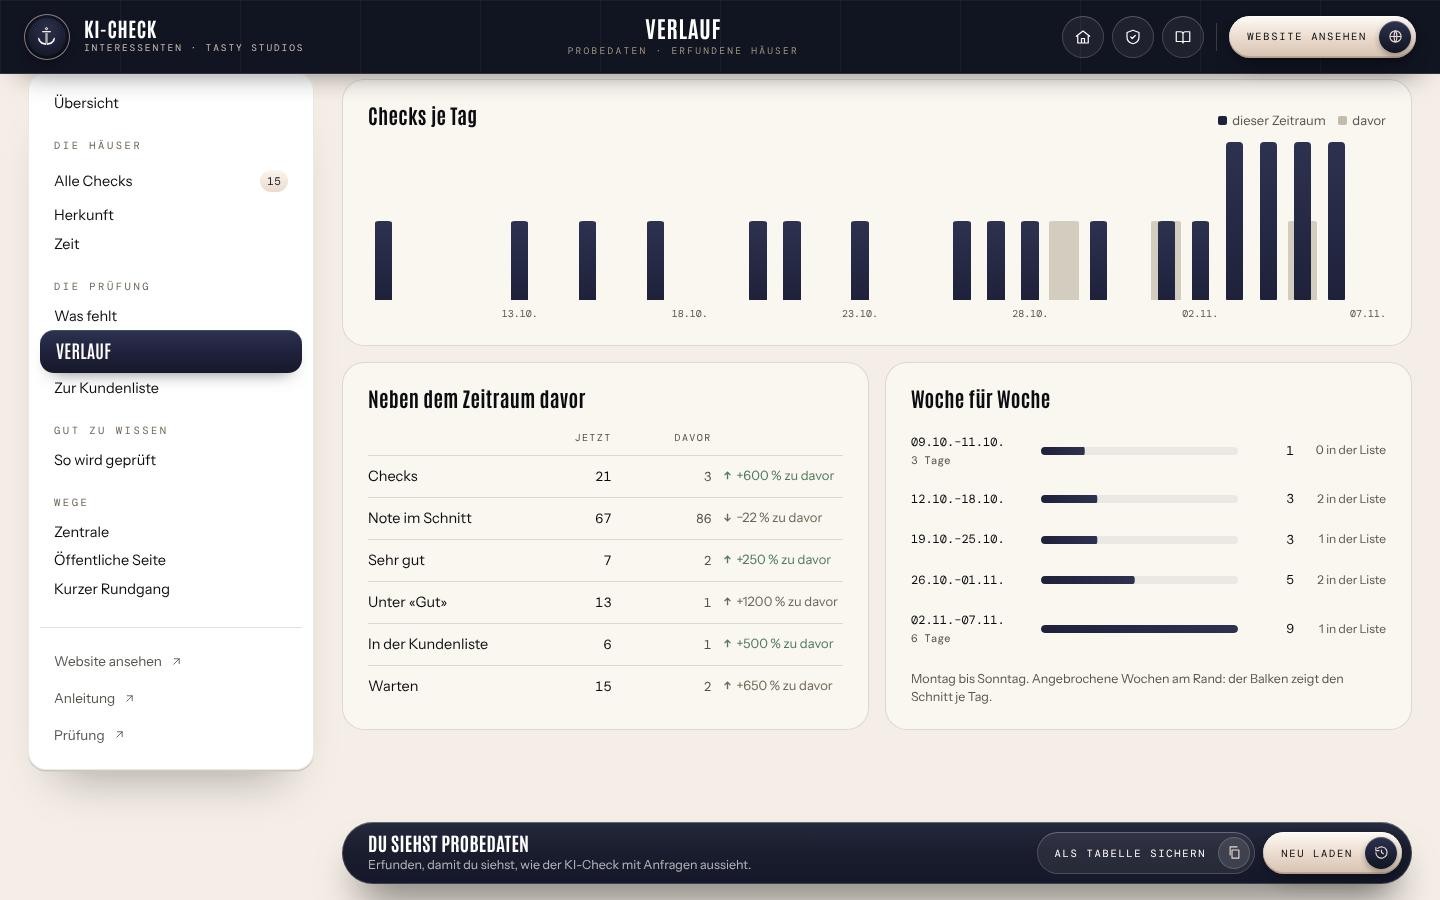 KI-CHECK
INTERESSENTEN · TASTY STUDIOS
VERLAUF
PROBEDATEN · ERFUNDENE HÄUSER
WEBSITE ANSEHEN
Übersicht
DIE HÄUSER
Alle Checks 15
Herkunft
Zeit
DIE PRÜFUNG
Was fehlt
VERLAUF
Zur Kundenliste
GUT ZU WISSEN
So wird geprüft
WEGE
Zentrale
Öffentliche Seite
Kurzer Rundgang
Website ansehen ↗
Anleitung ↗
Prüfung ↗
Checks je Tag
dieser Zeitraum davor
13.10. 18.10. 23.10. 28.10. 02.11. 07.11.
Neben dem Zeitraum davor
JETZT DAVOR
Checks 21 3 ↑ +600 % zu davor
Note im Schnitt 67 86 ↓ −22 % zu davor
Sehr gut 7 2 ↑ +250 % zu davor
Unter «Gut» 13 1 ↑ +1200 % zu davor
In der Kundenliste 6 1 ↑ +500 % zu davor
Warten 15 2 ↑ +650 % zu davor
Woche für Woche
09.10.–11.10. 1 0 in der Liste
3 Tage
12.10.–18.10. 3 2 in der Liste
19.10.–25.10. 3 1 in der Liste
26.10.–01.11. 5 2 in der Liste
02.11.–07.11. 9 1 in der Liste
6 Tage
Montag bis Sonntag. Angebrochene Wochen am Rand: der Balken zeigt den
Schnitt je Tag.
DU SIEHST PROBEDATEN
Erfunden, damit du siehst, wie der KI-Check mit Anfragen aussieht.
ALS TABELLE SICHERN
NEU LADEN